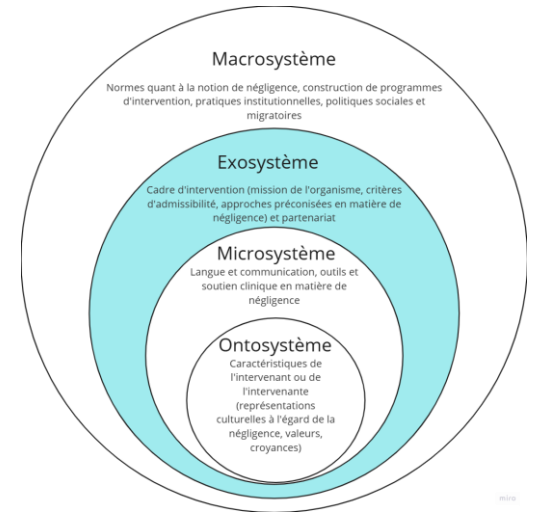 Macrosystème
Normes quant à la notion de négligence, construction de programmes
d'intervention, pratiques institutionnelles, politiques sociales et
migratoires
Exosystème
Cadre d'intervention (mission de l'organisme, critères
d'admissibilité, approches préconisées en matière de
négligence) et partenariat
Microsystème
Langue et communication, outils et
soutien clinique en matière de
négligence
Ontosystème
Caractéristiques de
l'intervenant ou de
l'intervenante
(représentations
culturelles à l'égard de la
négligence, valeurs,
croyances)
miro